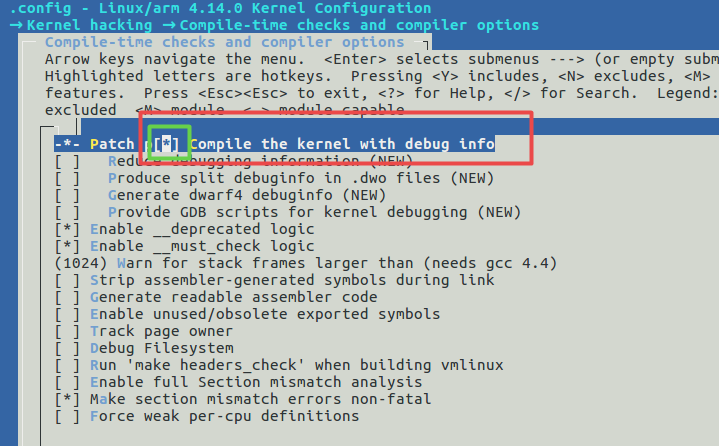 .config - Linux/arm 4.14.0 Kernel Configuration
→ Kernel hacking → Compile-time checks and compiler options
Compile-time checks and compiler options
Arrow keys navigate the menu. <Enter> selects submenus ---> (or empty subm
Highlighted letters are hotkeys. Pressing <Y> includes, <N> excludes, <M>
features. Press <Esc><Esc> to exit, <?> for Help, </> for Search. Legend:
excluded <M> module < > module capable
-*- Patch p[*] Compile the kernel with debug info
[ ] Reduce debugging information (NEW)
[ ] Produce split debuginfo in .dwo files (NEW)
[ ] Generate dwarf4 debuginfo (NEW)
[ ] Provide GDB scripts for kernel debugging (NEW)
[*] Enable __deprecated logic
[*] Enable __must_check logic
(1024) Warn for stack frames larger than (needs gcc 4.4)
[ ] Strip assembler-generated symbols during link
[ ] Generate readable assembler code
[ ] Enable unused/obsolete exported symbols
[ ] Track page owner
[ ] Debug Filesystem
[ ] Run 'make headers_check' when building vmlinux
[ ] Enable full Section mismatch analysis
[*] Make section mismatch errors non-fatal
[ ] Force weak per-cpu definitions